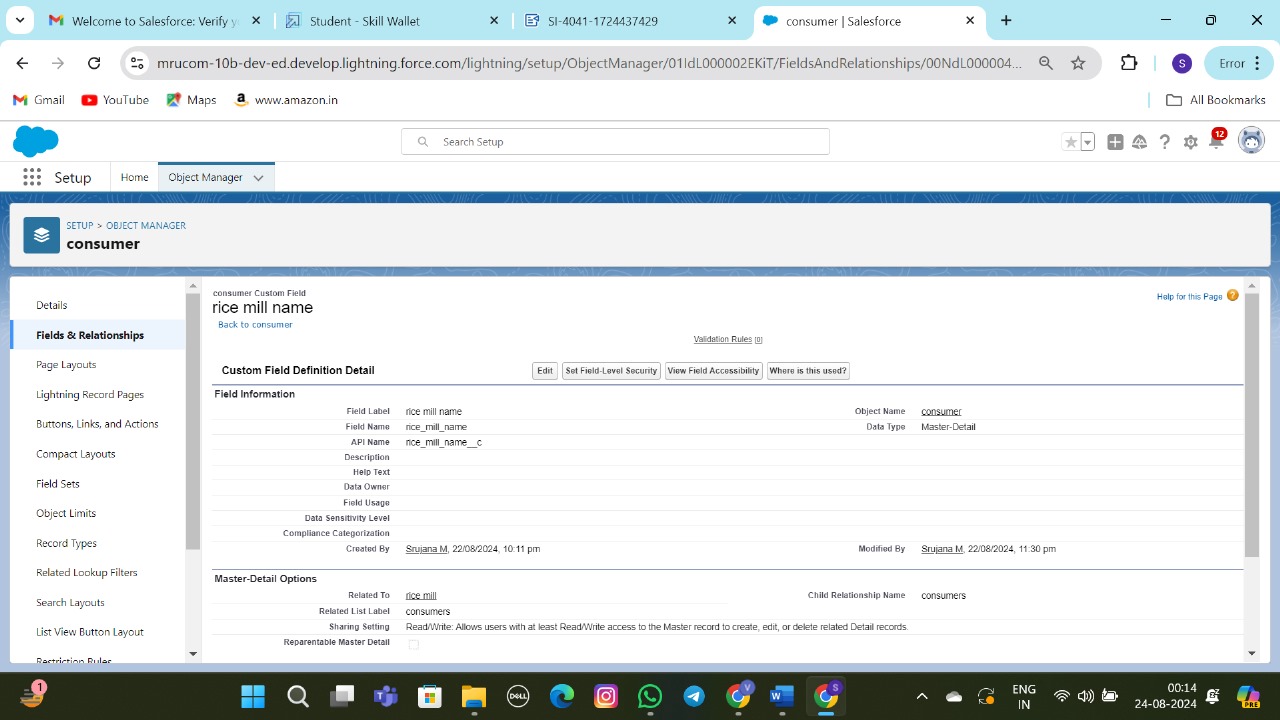 Welcome to Salesforce: Verify y
Student - Skill Wallet
SI-4041-1724437429
consumer | Salesforce
mrucom-10b-dev-ed.develop.lightning.force.com/lightning/setup/ObjectManager/01IdL000002EKiT/FieldsAndRelationships/00NdL000004...
S
Error
Gmail
YouTube
Maps
www.amazon.in
All Bookmarks
Search Setup
12
Setup
Home
Object Manager
SETUP > OBJECT MANAGER
consumer
Details
Fields & Relationships
Page Layouts
Lightning Record Pages
Buttons, Links, and Actions
Compact Layouts
Field Sets
Object Limits
Record Types
Related Lookup Filters
Search Layouts
List View Button Layout
Restriction Rules
consumer Custom Field
rice mill name
Back to consumer
Help for this Page
Validation Rules [0]
Custom Field Definition Detail
Edit
Set Field-Level Security
View Field Accessibility
Where is this used?
Field Information
Field Label rice mill name Object Name consumer
Field Name rice_mill_name Data Type Master-Detail
API Name rice_mill_name__c
Description
Help Text
Data Owner
Field Usage
Data Sensitivity Level
Compliance Categorization
Created By Srujana M, 22/08/2024, 10:11 pm Modified By Srujana M, 22/08/2024, 11:30 pm
Master-Detail Options
Related To rice mill Child Relationship Name consumers
Related List Label consumers
Sharing Setting Read/Write: Allows users with at least Read/Write access to the Master record to create, edit, or delete related Detail records.
Reparentable Master Detail
1
DELL
V
S
ENG
IN
00:14
24-08-2024
PRE